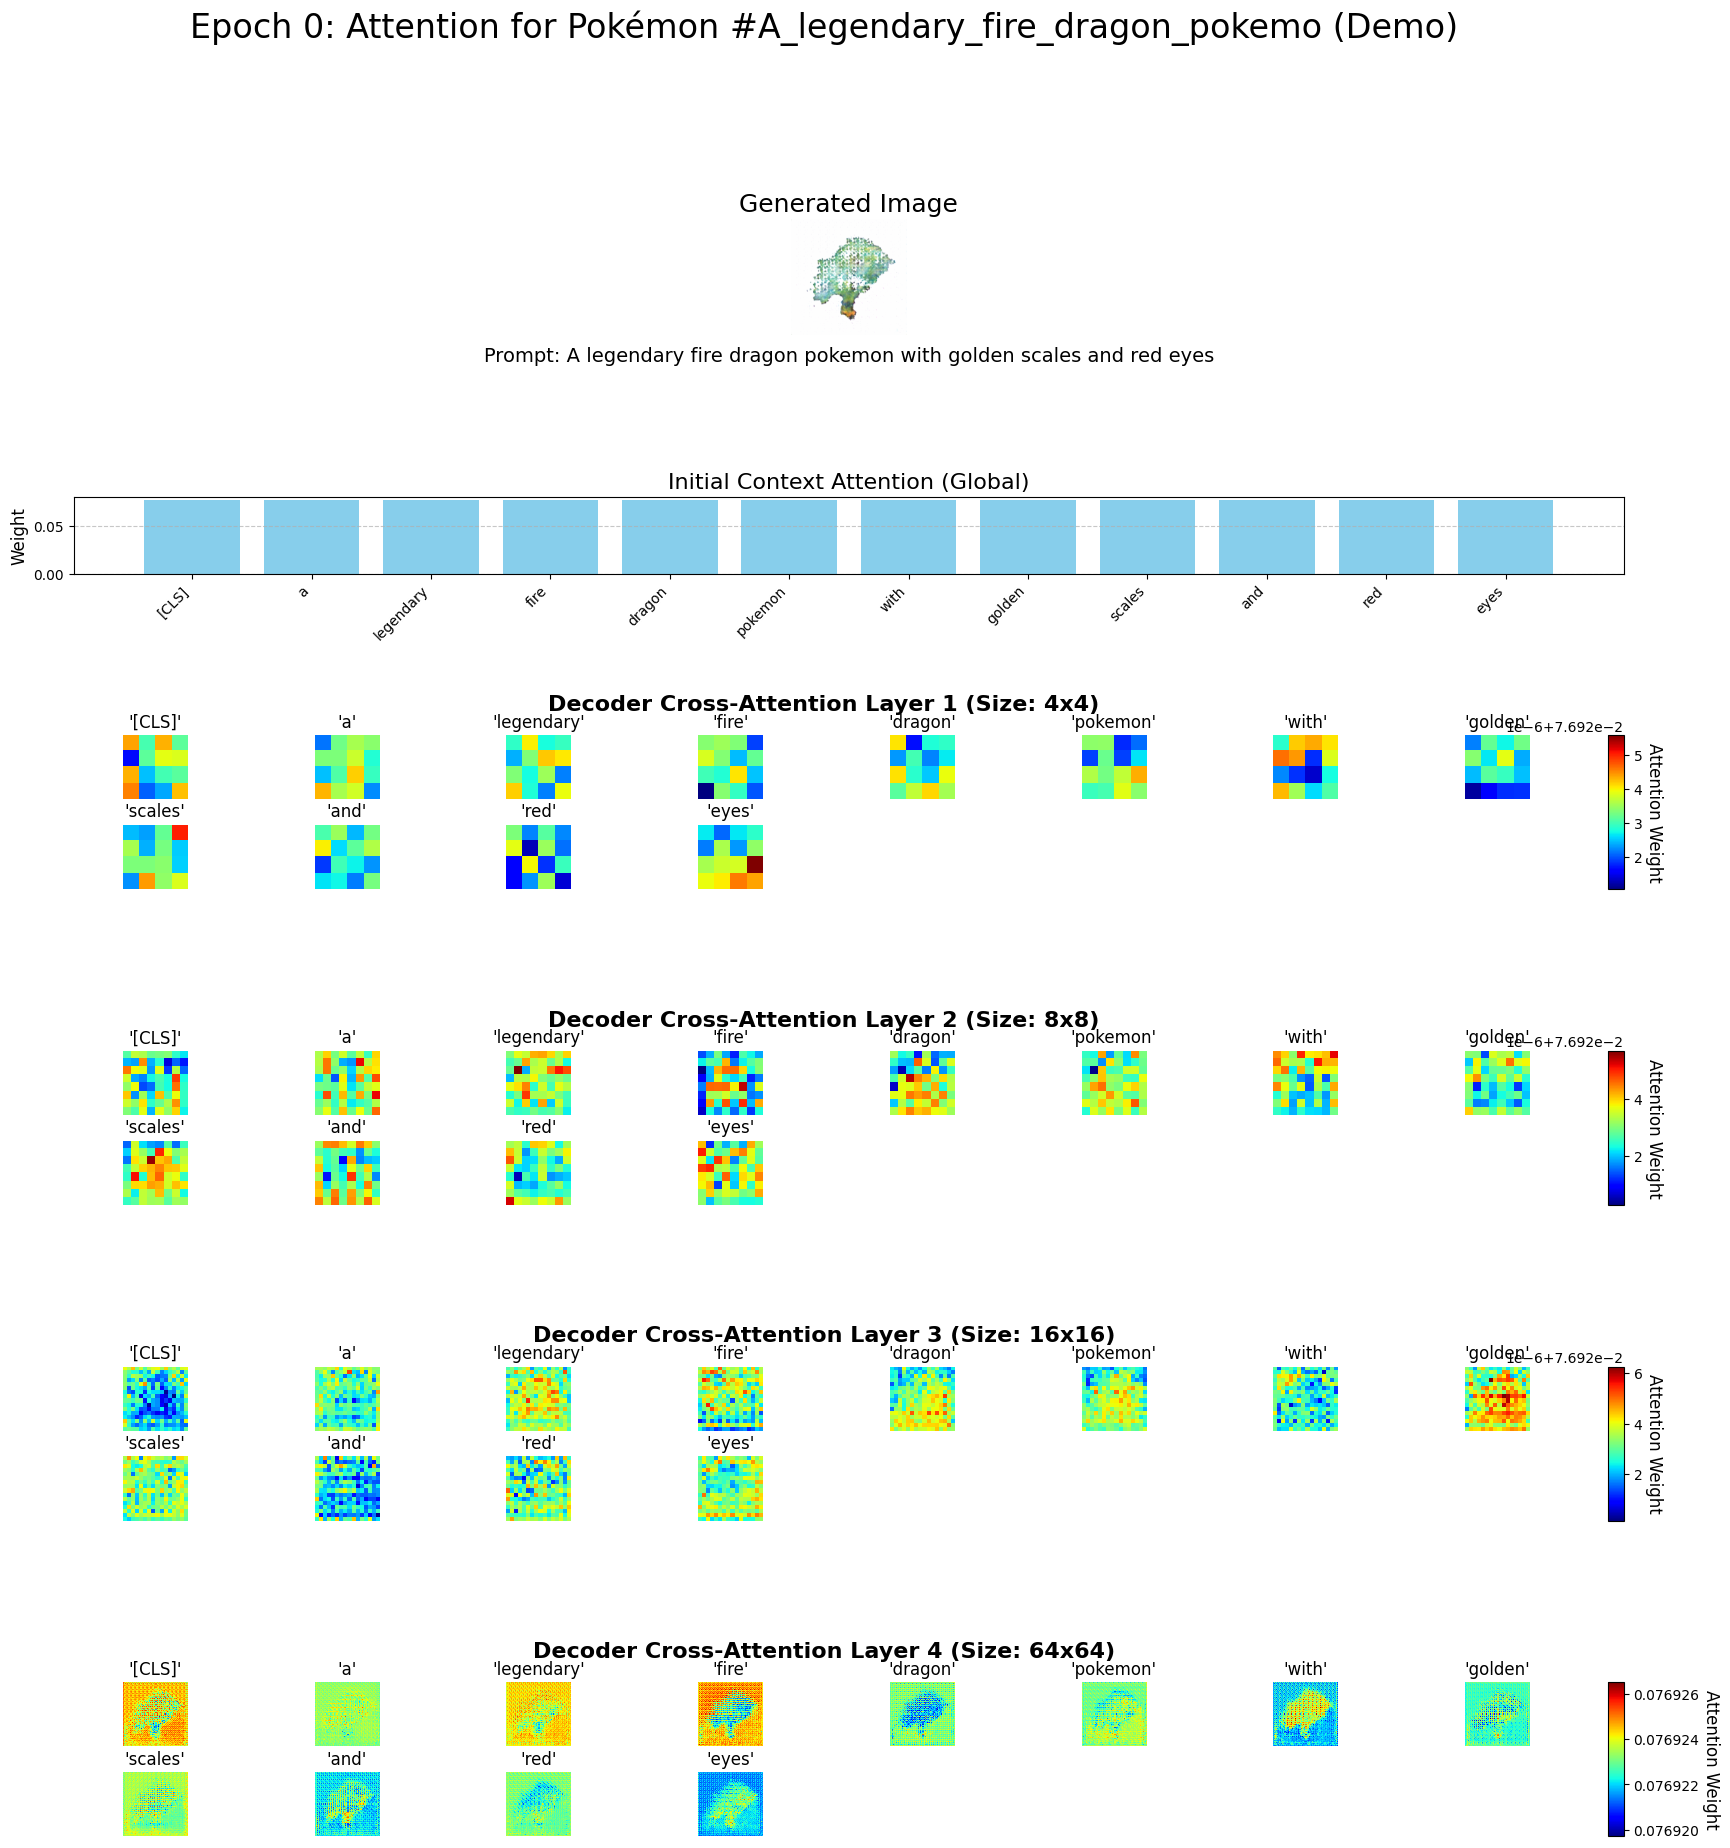 Epoch 0: Attention for Pokémon #A_legendary_fire_dragon_pokemo (Demo)
Generated Image
Prompt: A legendary fire dragon pokemon with golden scales and red eyes
Initial Context Attention (Global)
Weight
0.05
0.00
[CLS] a legendary fire dragon pokemon with golden scales and red eyes
Decoder Cross-Attention Layer 1 (Size: 4x4)
'[CLS]' 'a' 'legendary' 'fire' 'dragon' 'pokemon' 'with' 'golden'
1e−6+7.692e−2
'scales' 'and' 'red' 'eyes'
5
4
3
2
Attention Weight
Decoder Cross-Attention Layer 2 (Size: 8x8)
'[CLS]' 'a' 'legendary' 'fire' 'dragon' 'pokemon' 'with' 'golden'
1e−6+7.692e−2
'scales' 'and' 'red' 'eyes'
4
2
Attention Weight
Decoder Cross-Attention Layer 3 (Size: 16x16)
'[CLS]' 'a' 'legendary' 'fire' 'dragon' 'pokemon' 'with' 'golden'
1e−6+7.692e−2
'scales' 'and' 'red' 'eyes'
6
4
2
Attention Weight
Decoder Cross-Attention Layer 4 (Size: 64x64)
'[CLS]' 'a' 'legendary' 'fire' 'dragon' 'pokemon' 'with' 'golden'
'scales' 'and' 'red' 'eyes'
0.076926
0.076924
0.076922
0.076920
Attention Weight